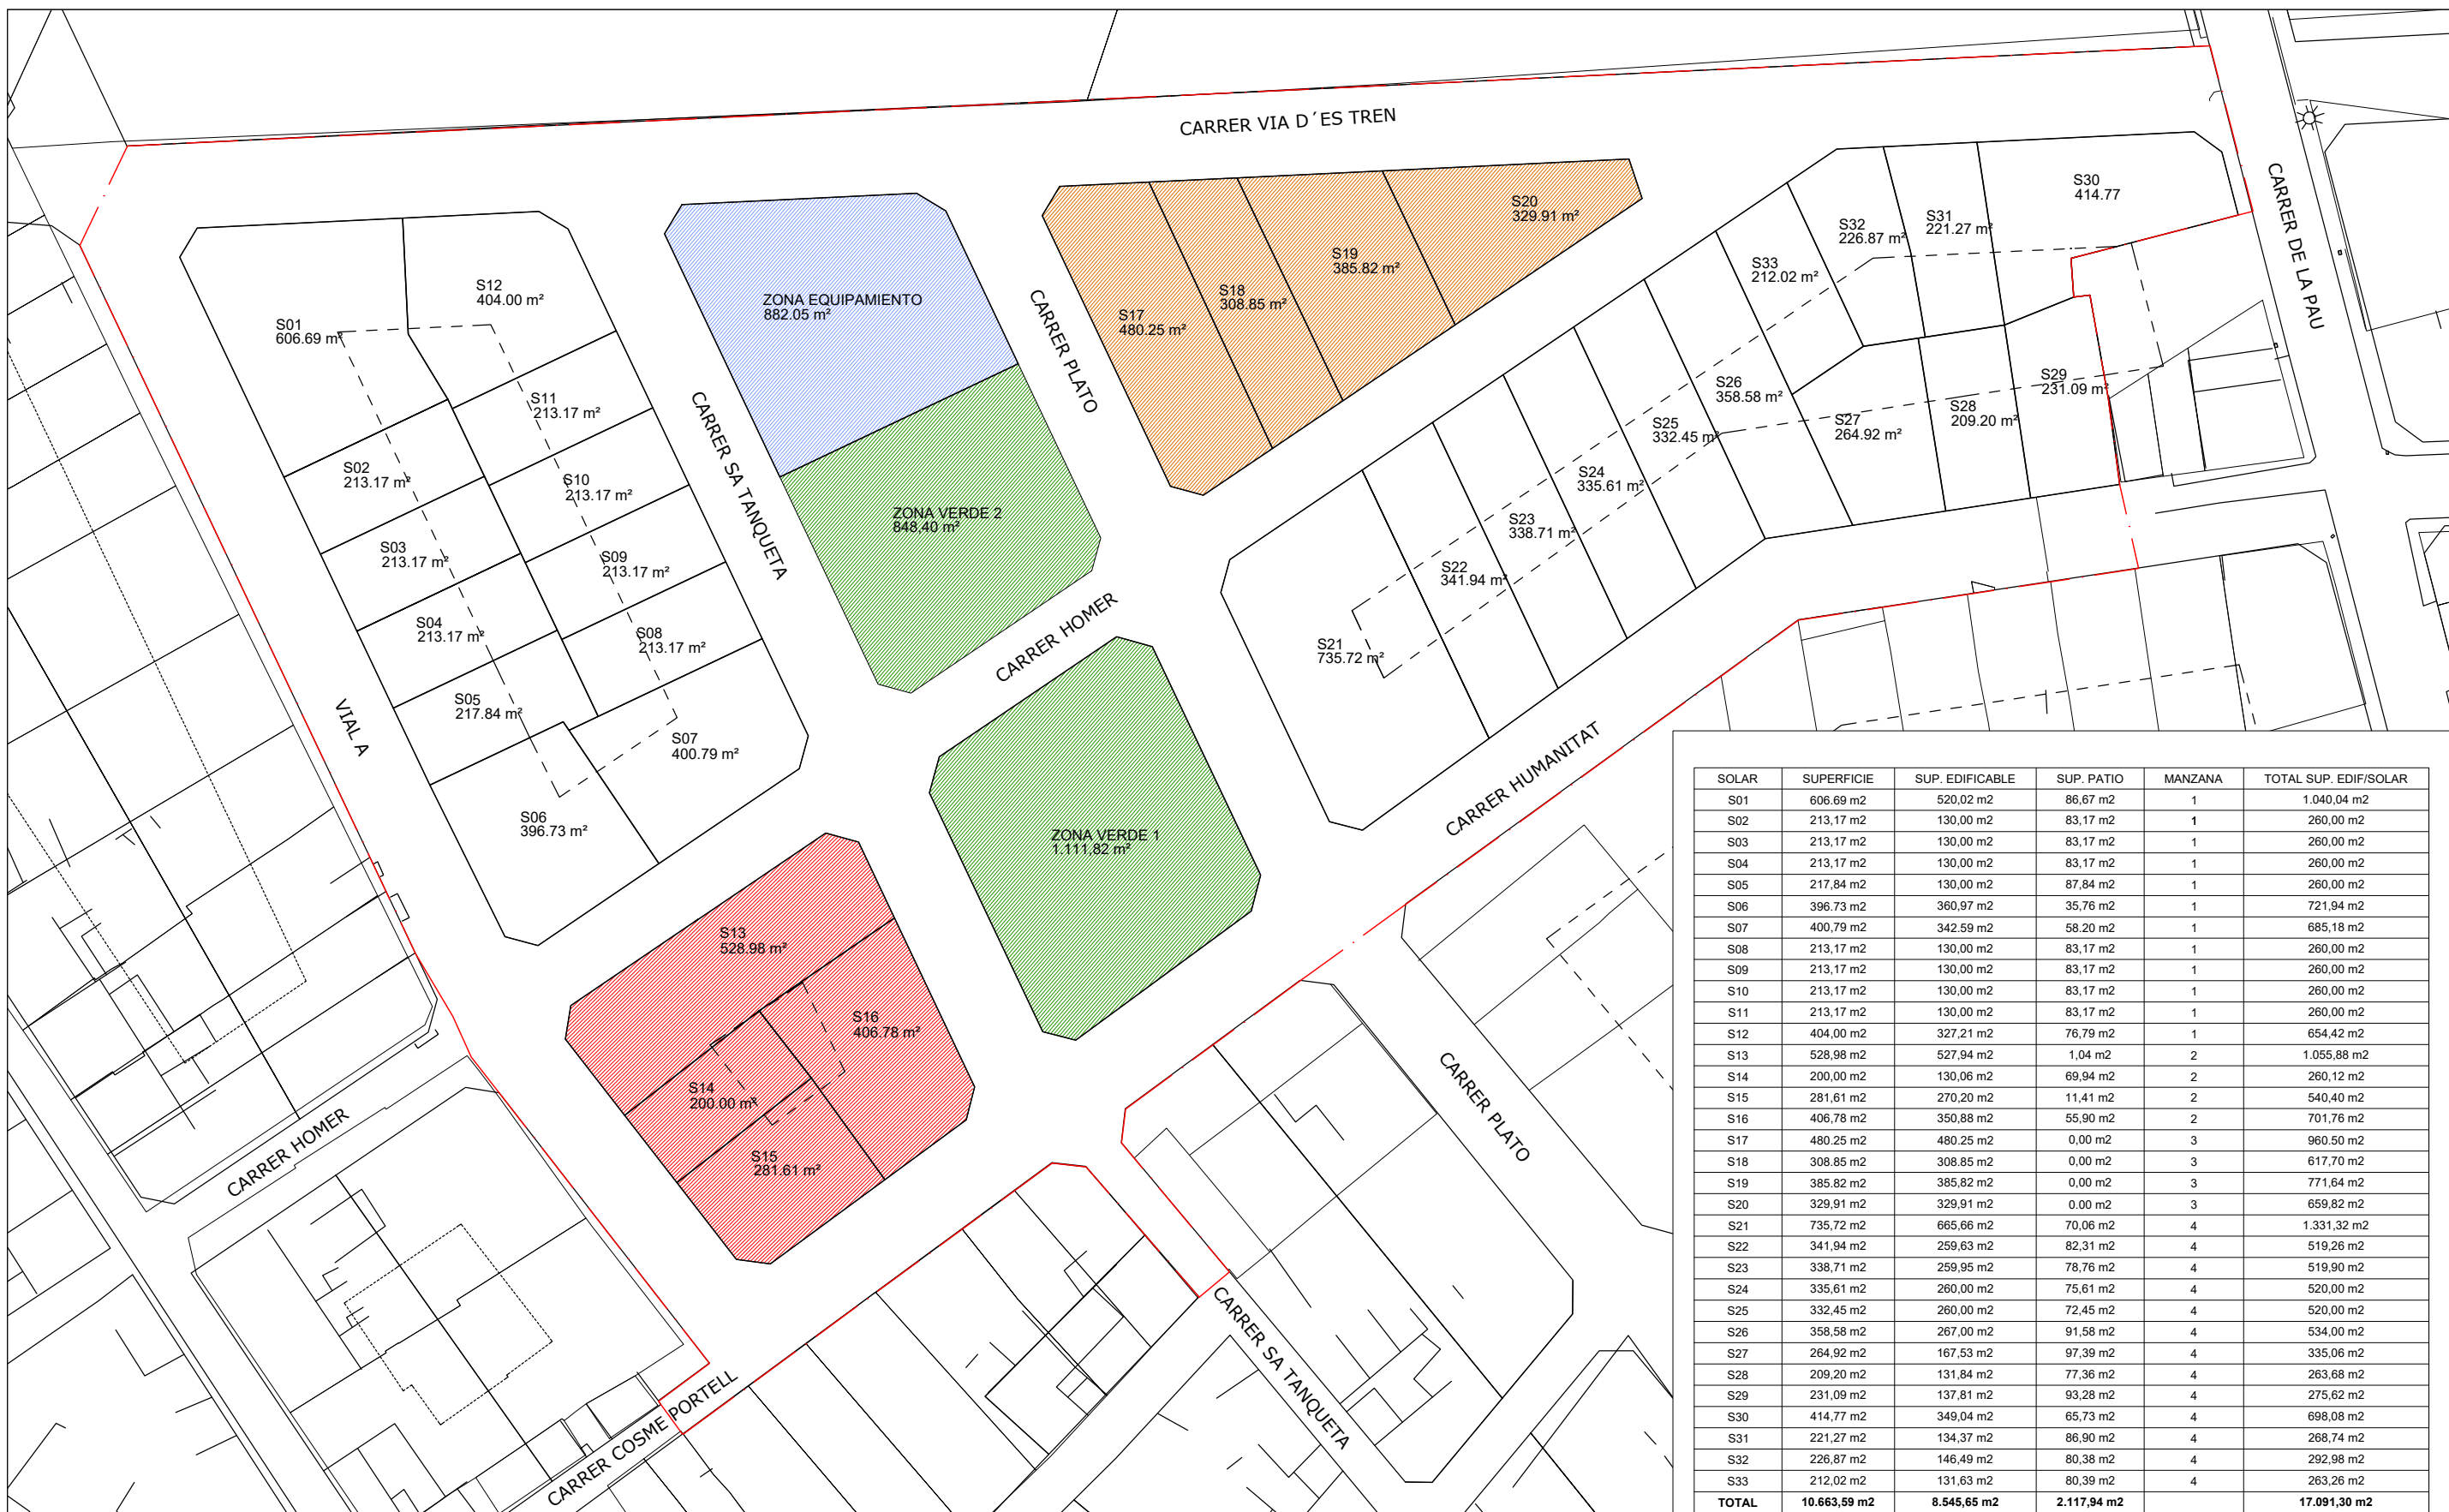 CARRER VIA D´ES TREN
CARRER DE LA PAU
S30
414.77
S20
329.91 m²
S31
221.27 m²
S32
226.87 m²
S33
212.02 m²
S19
385.82 m²
S18
308.85 m²
S17
480.25 m²
S12
404.00 m²
S01
606.69 m²
ZONA EQUIPAMIENTO
882.05 m²
CARRER PLATO
CARRER SA TANQUETA
S11
213.17 m²
S02
213.17 m²
S10
213.17 m²
S03
213.17 m²
S09
213.17 m²
S04
213.17 m²
S08
213.17 m²
S05
217.84 m²
S07
400.79 m²
S06
396.73 m²
VIAL A
ZONA VERDE 2
848,40 m²
CARRER HOMER
S29
231.09 m²
S28
209.20 m²
S27
264.92 m²
S26
358.58 m²
S25
332.45 m²
S24
335.61 m²
S23
338.71 m²
S22
341.94 m²
S21
735.72 m²
CARRER HUMANITAT
ZONA VERDE 1
1.111,82 m²
S13
528.98 m²
S16
406.78 m²
S14
200.00 m²
S15
281.61 m²
CARRER HOMER
CARRER PLATO
CARRER SA TANQUETA
CARRER COSME PORTELL
SOLAR SUPERFICIE SUP. EDIFICABLE SUP. PATIO MANZANA TOTAL SUP. EDIF/SOLAR
S01 606.69 m2 520,02 m2 86,67 m2 1 1.040,04 m2
S02 213,17 m2 130,00 m2 83,17 m2 1 260,00 m2
S03 213,17 m2 130,00 m2 83,17 m2 1 260,00 m2
S04 213,17 m2 130,00 m2 83,17 m2 1 260,00 m2
S05 217,84 m2 130,00 m2 87,84 m2 1 260,00 m2
S06 396.73 m2 360,97 m2 35,76 m2 1 721,94 m2
S07 400,79 m2 342.59 m2 58.20 m2 1 685,18 m2
S08 213,17 m2 130,00 m2 83,17 m2 1 260,00 m2
S09 213,17 m2 130,00 m2 83,17 m2 1 260,00 m2
S10 213,17 m2 130,00 m2 83,17 m2 1 260,00 m2
S11 213,17 m2 130,00 m2 83,17 m2 1 260,00 m2
S12 404,00 m2 327,21 m2 76,79 m2 1 654,42 m2
S13 528,98 m2 527,94 m2 1,04 m2 2 1.055,88 m2
S14 200,00 m2 130,06 m2 69,94 m2 2 260,12 m2
S15 281,61 m2 270,20 m2 11,41 m2 2 540,40 m2
S16 406,78 m2 350,88 m2 55,90 m2 2 701,76 m2
S17 480.25 m2 480.25 m2 0,00 m2 3 960.50 m2
S18 308.85 m2 308.85 m2 0,00 m2 3 617,70 m2
S19 385.82 m2 385,82 m2 0,00 m2 3 771,64 m2
S20 329,91 m2 329,91 m2 0.00 m2 3 659,82 m2
S21 735,72 m2 665,66 m2 70,06 m2 4 1.331,32 m2
S22 341,94 m2 259,63 m2 82,31 m2 4 519,26 m2
S23 338,71 m2 259,95 m2 78,76 m2 4 519,90 m2
S24 335,61 m2 260,00 m2 75,61 m2 4 520,00 m2
S25 332,45 m2 260,00 m2 72,45 m2 4 520,00 m2
S26 358,58 m2 267,00 m2 91,58 m2 4 534,00 m2
S27 264,92 m2 167,53 m2 97,39 m2 4 335,06 m2
S28 209,20 m2 131,84 m2 77,36 m2 4 263,68 m2
S29 231,09 m2 137,81 m2 93,28 m2 4 275,62 m2
S30 414,77 m2 349,04 m2 65,73 m2 4 698,08 m2
S31 221,27 m2 134,37 m2 86,90 m2 4 268,74 m2
S32 226,87 m2 146,49 m2 80,38 m2 4 292,98 m2
S33 212,02 m2 131,63 m2 80,39 m2 4 263,26 m2
TOTAL 10.663,59 m2 8.545,65 m2 2.117,94 m2 17.091,30 m2